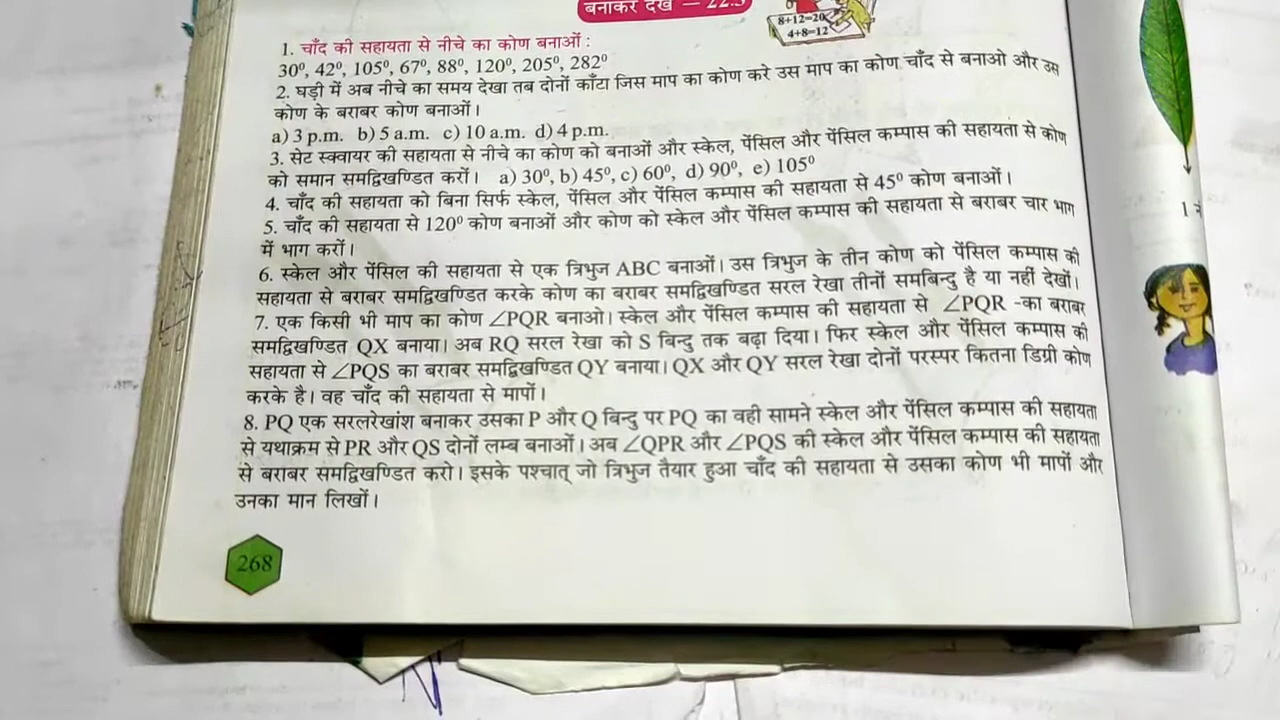 बनाकर देखें — 22.3
8+12=20
4+8=12
1. चाँद की सहायता से नीचे का कोण बनाओं :
30⁰, 42⁰, 105⁰, 67⁰, 88⁰, 120⁰, 205⁰, 282⁰
2. घड़ी में अब नीचे का समय देखा तब दोनों काँटा जिस माप का कोण करे उस माप का कोण चाँद से बनाओ और उस
कोण के बराबर कोण बनाओं।
a) 3 p.m. b) 5 a.m. c) 10 a.m. d) 4 p.m.
3. सेट स्क्वायर की सहायता से नीचे का कोण को बनाओं और स्केल, पेंसिल और पेंसिल कम्पास की सहायता से कोण
को समान समद्विखण्डित करों। a) 30⁰, b) 45⁰, c) 60⁰, d) 90⁰, e) 105⁰
4. चाँद की सहायता को बिना सिर्फ स्केल, पेंसिल और पेंसिल कम्पास की सहायता से 45⁰ कोण बनाओं।
5. चाँद की सहायता से 120⁰ कोण बनाओं और कोण को स्केल और पेंसिल कम्पास की सहायता से बराबर चार भाग
में भाग करों।
6. स्केल और पेंसिल की सहायता से एक त्रिभुज ABC बनाओं। उस त्रिभुज के तीन कोण को पेंसिल कम्पास की
सहायता से बराबर समद्विखण्डित करके कोण का बराबर समद्विखण्डित सरल रेखा तीनों समबिन्दु है या नहीं देखों।
7. एक किसी भी माप का कोण ∠PQR बनाओ। स्केल और पेंसिल कम्पास की सहायता से ∠PQR -का बराबर
समद्विखण्डित QX बनाया। अब RQ सरल रेखा को S बिन्दु तक बढ़ा दिया। फिर स्केल और पेंसिल कम्पास की
सहायता से ∠PQS का बराबर समद्विखण्डित QY बनाया। QX और QY सरल रेखा दोनों परस्पर कितना डिग्री कोण
करके है। वह चाँद की सहायता से मापों।
8. PQ एक सरलरेखांश बनाकर उसका P और Q बिन्दु पर PQ का वही सामने स्केल और पेंसिल कम्पास की सहायता
से यथाक्रम से PR और QS दोनों लम्ब बनाओं। अब ∠QPR और ∠PQS की स्केल और पेंसिल कम्पास की सहायता
से बराबर समद्विखण्डित करो। इसके पश्चात् जो त्रिभुज तैयार हुआ चाँद की सहायता से उसका कोण भी मापों और
उनका मान लिखों।
268